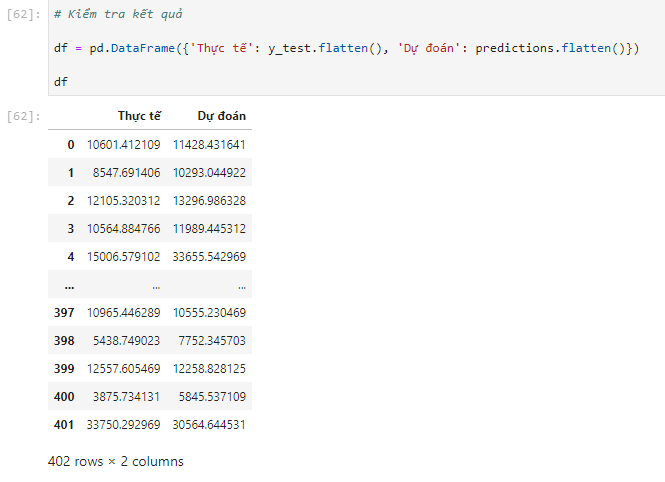 [62]: # Kiểm tra kết quả
df = pd.DataFrame({'Thực tế': y_test.flatten(), 'Dự đoán': predictions.flatten()})
df
[62]: Thực tế Dự đoán
0 10601.412109 11428.431641
1 8547.691406 10293.044922
2 12105.320312 13296.986328
3 10564.884766 11989.445312
4 15006.579102 33655.542969
... ... ...
397 10965.446289 10555.230469
398 5438.749023 7752.345703
399 12557.605469 12258.828125
400 3875.734131 5845.537109
401 33750.292969 30564.644531
402 rows × 2 columns